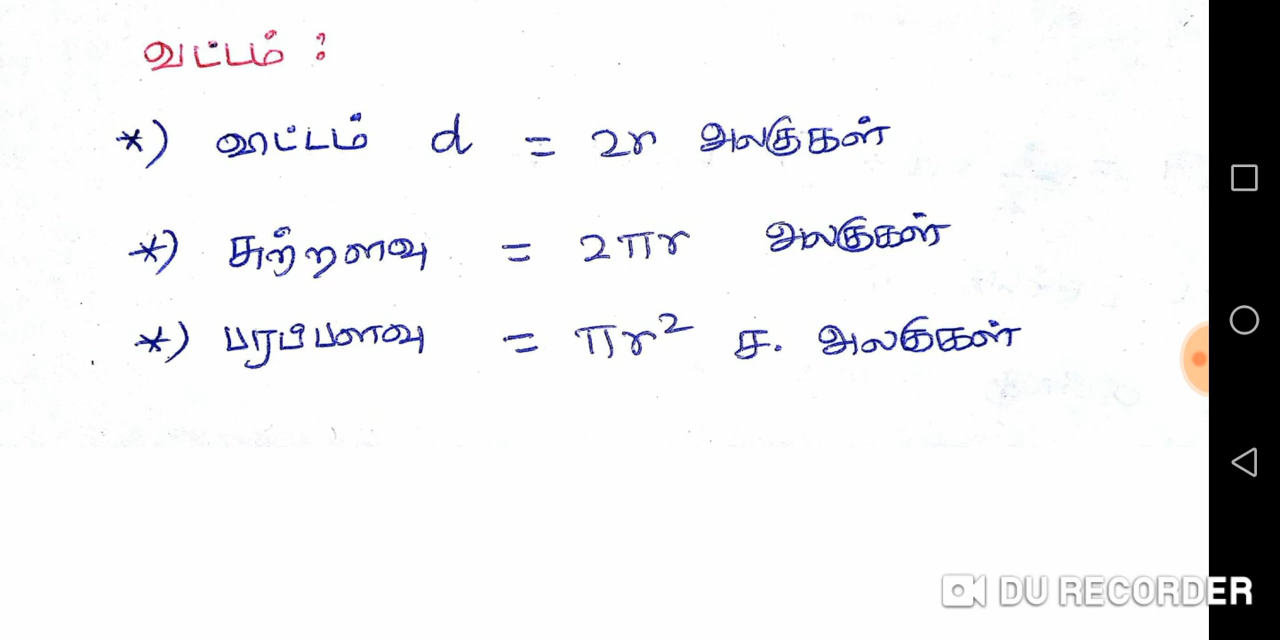 வட்டம் :
*) விட்டம் d = 2r அலகுகள்
*) சுற்றளவு = 2πr அலகுகள்
*) பரப்பளவு = πr² ச. அலகுகள்
DU RECORDER